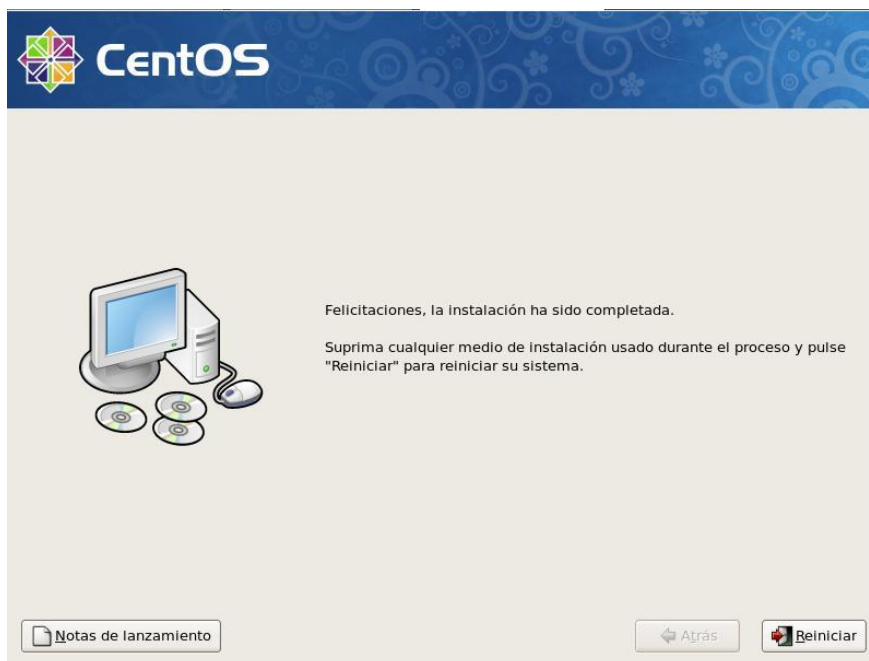 CentOS
Felicitaciones, la instalación ha sido completada.
Suprima cualquier medio de instalación usado durante el proceso y pulse
"Reiniciar" para reiniciar su sistema.
Notas de lanzamiento
Atrás
Reiniciar